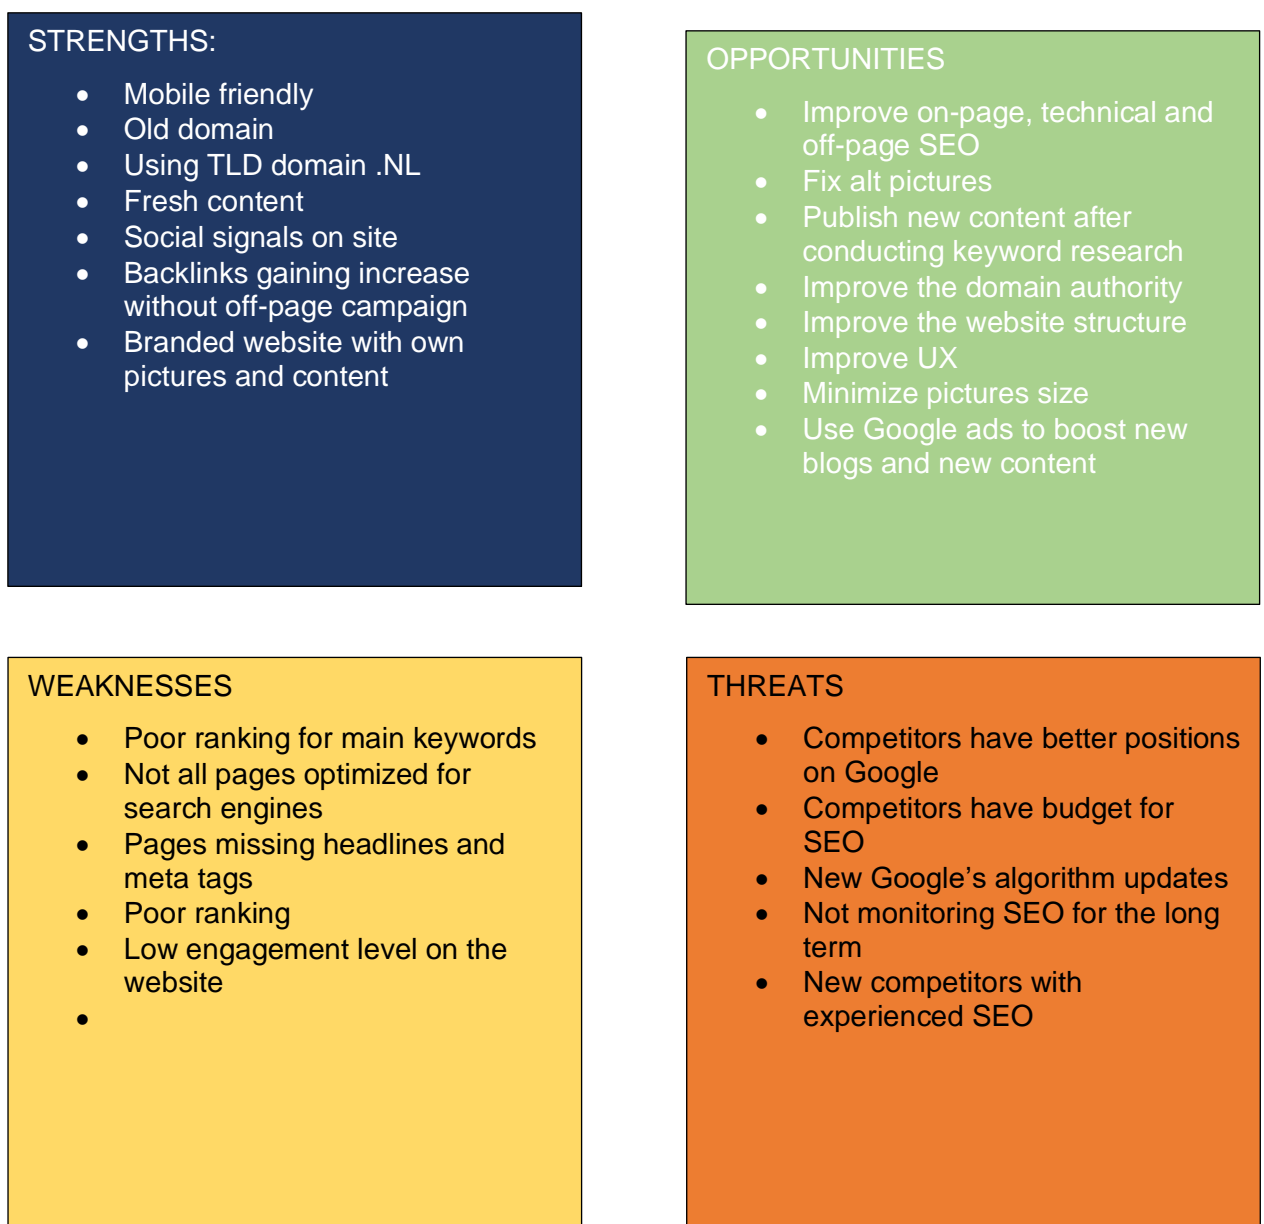 STRENGTHS:
• Mobile friendly
• Old domain
• Using TLD domain .NL
• Fresh content
• Social signals on site
• Backlinks gaining increase
without off-page campaign
• Branded website with own
pictures and content
OPPORTUNITIES
• Improve on-page, technical and
off-page SEO
• Fix alt pictures
• Publish new content after
conducting keyword research
• Improve the domain authority
• Improve the website structure
• Improve UX
• Minimize pictures size
• Use Google ads to boost new
blogs and new content
WEAKNESSES
• Poor ranking for main keywords
• Not all pages optimized for
search engines
• Pages missing headlines and
meta tags
• Poor ranking
• Low engagement level on the
website
•
THREATS
• Competitors have better positions
on Google
• Competitors have budget for
SEO
• New Google’s algorithm updates
• Not monitoring SEO for the long
term
• New competitors with
experienced SEO